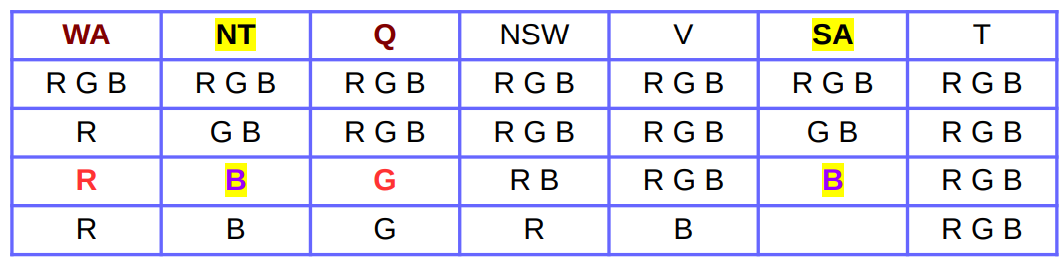 WA NT Q NSW V SA T
R G B R G B R G B R G B R G B R G B R G B
R G B R G B R G B R G B G B R G B
R B G R B R G B B R G B
R B G R B R G B